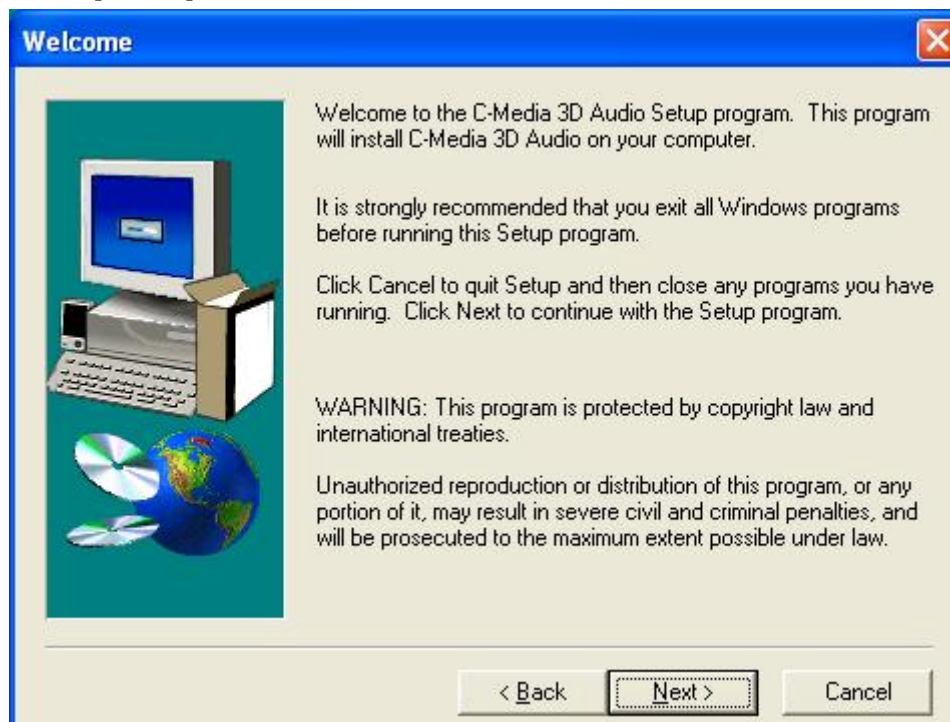 Welcome
Welcome to the C-Media 3D Audio Setup program.  This program
will install C-Media 3D Audio on your computer.
It is strongly recommended that you exit all Windows programs
before running this Setup program.
Click Cancel to quit Setup and then close any programs you have
running.  Click Next to continue with the Setup program.
WARNING: This program is protected by copyright law and
international treaties.
Unauthorized reproduction or distribution of this program, or any
portion of it, may result in severe civil and criminal penalties, and
will be prosecuted to the maximum extent possible under law.
< Back Next > Cancel